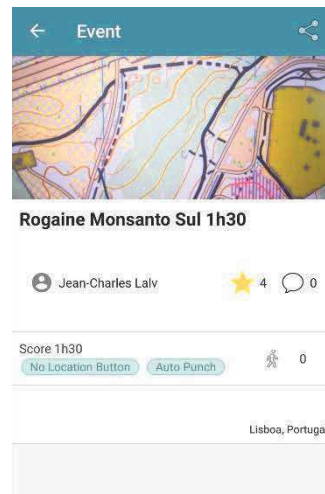 Event
Rogaine Monsanto Sul 1h30
Jean-Charles Lalv 4 0
Score 1h30
No Location Button Auto Punch 0
Lisboa, Portuga